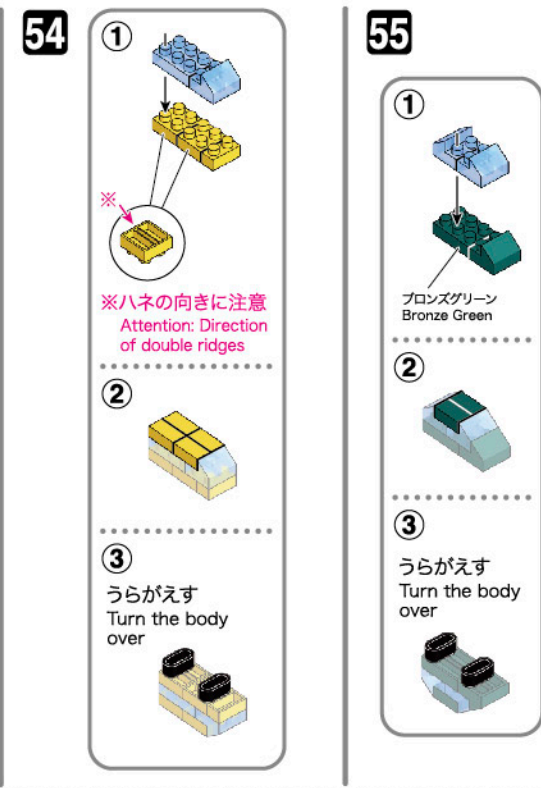 54
①
※
※ハネの向きに注意
Attention: Direction
of double ridges
②
③
うらがえす
Turn the body
over
55
①
ブロンズグリーン
Bronze Green
②
③
うらがえす
Turn the body
over